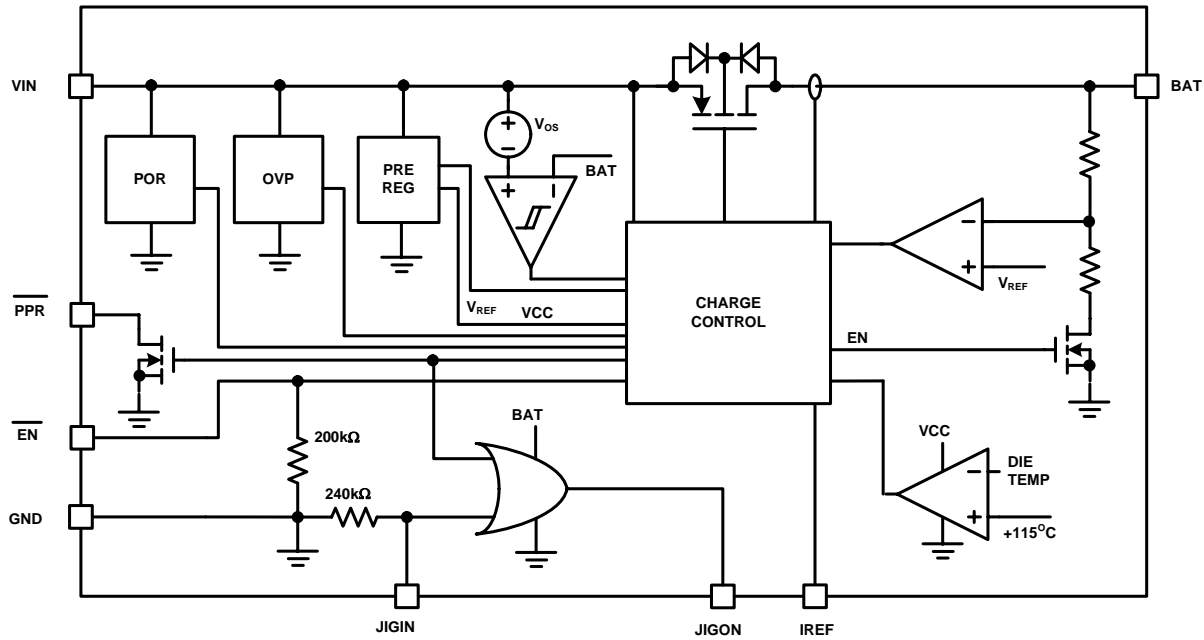 VIN
BAT
+
−
VOS
POR
OVP
PRE
REG
+
−
BAT
−
+
VREF
PPR
VREF
VCC
CHARGE
CONTROL
EN
EN
200kΩ
BAT
VCC
−
DIE
TEMP
240kΩ
GND
+
+115°C
JIGIN
JIGON
IREF